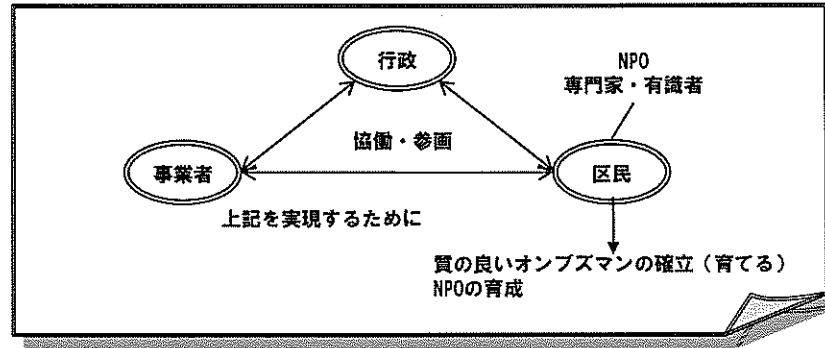 行政
NPO
専門家・有識者
協働・参画
事業者
区民
上記を実現するために
質の良いオンブズマンの確立（育てる）
NPOの育成